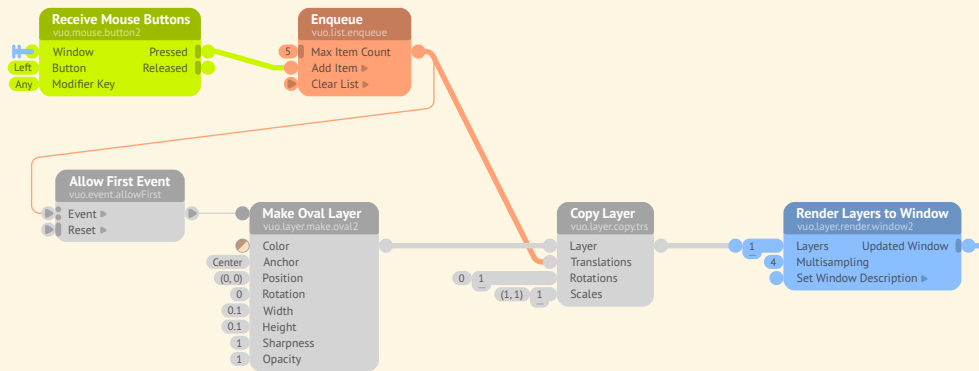 Receive Mouse Buttons
vuo.mouse.button2
Window Pressed
Left Button Released
Any Modifier Key
Enqueue
vuo.list.enqueue
5 Max Item Count
Add Item
Clear List
Allow First Event
vuo.event.allowFirst
Event
Reset
Make Oval Layer
vuo.layer.make.oval2
Color
Center Anchor
(0, 0) Position
0 Rotation
0.1 Width
0.1 Height
1 Sharpness
1 Opacity
Copy Layer
vuo.layer.copy.trs
Layer
Translations
0 1 Rotations
(1, 1) 1 Scales
Render Layers to Window
vuo.layer.render.window2
1 Layers Updated Window
4 Multisampling
Set Window Description